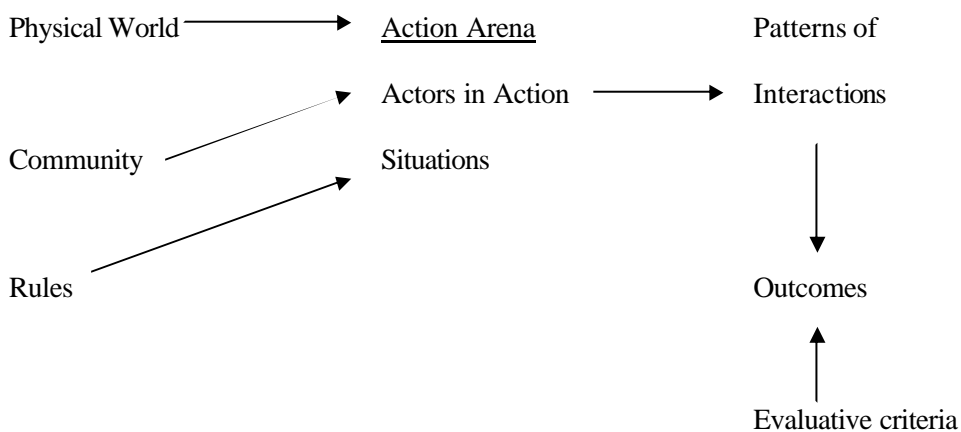 Physical World
Action Arena
Patterns of
Actors in Action
Interactions
Community
Situations
Rules
Outcomes
Evaluative criteria